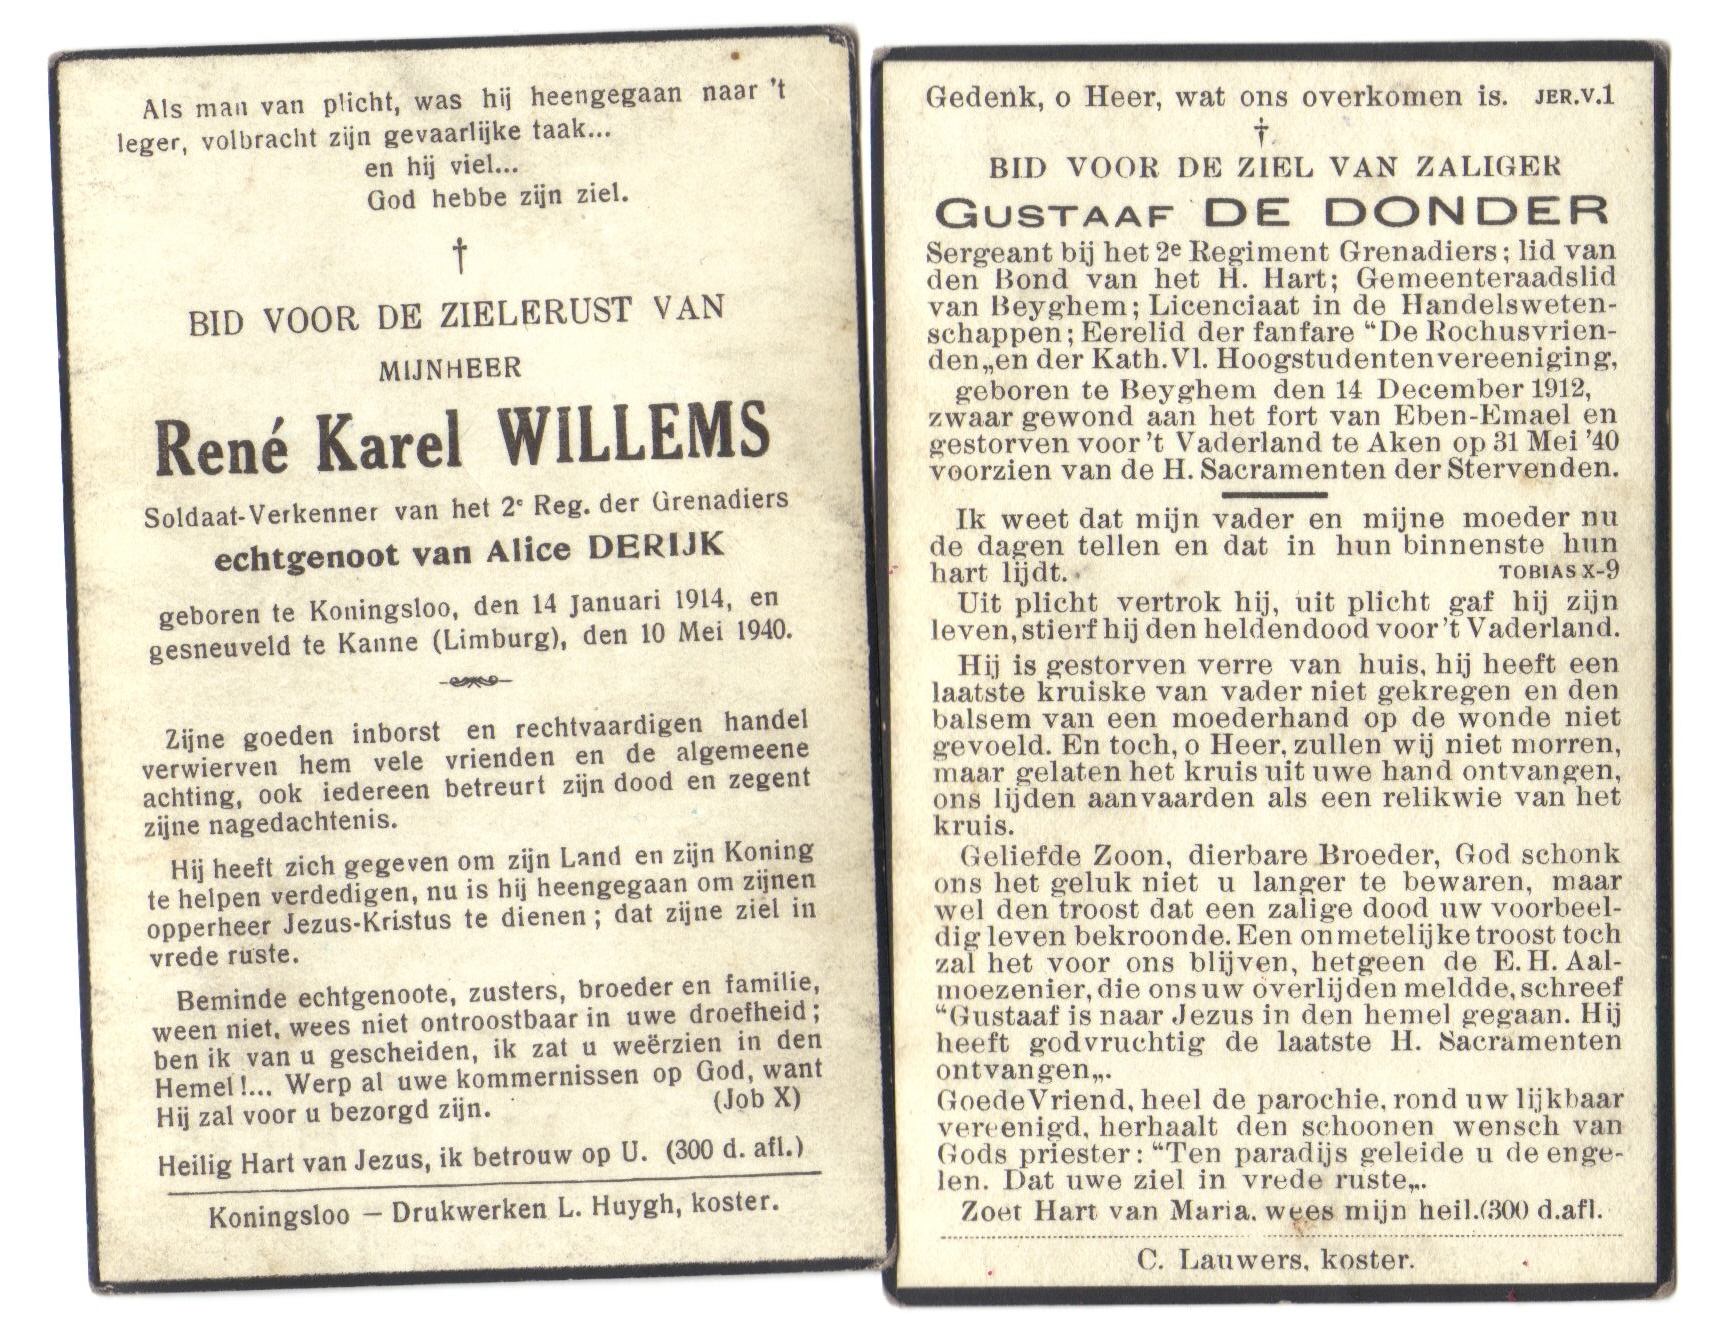 Als man van plicht, was hij heengegaan naar 't
leger, volbracht zijn gevaarlijke taak...
en hij viel...
God hebbe zijn ziel.
†
BID VOOR DE ZIELERUST VAN
MIJNHEER
René Karel WILLEMS
Soldaat-Verkenner van het 2e Reg. der Grenadiers
echtgenoot van Alice DERIJK
geboren te Koningsloo, den 14 Januari 1914, en
gesneuveld te Kanne (Limburg), den 10 Mei 1940.
Zijne goeden inborst en rechtvaardigen handel
verwierven hem vele vrienden en de algemeene
achting, ook iedereen betreurt zijn dood en zegent
zijne nagedachtenis.
Hij heeft zich gegeven om zijn Land en zijn Koning
te helpen verdedigen, nu is hij heengegaan om zijnen
opperheer Jezus-Kristus te dienen; dat zijne ziel in
vrede ruste.
Beminde echtgenoote, zusters, broeder en familie,
ween niet, wees niet ontroostbaar in uwe droefheid;
ben ik van u gescheiden, ik zat u weërzien in den
Hemel!... Werp al uwe kommernissen op God, want
Hij zal voor u bezorgd zijn. (Job X)
Heilig Hart van Jezus, ik betrouw op U. (300 d. afl.)
Koningsloo — Drukwerken L. Huygh, koster.
Gedenk, o Heer, wat ons overkomen is. JER.V.1
†
BID VOOR DE ZIEL VAN ZALIGER
GUSTAAF DE DONDER
Sergeant bij het 2e Regiment Grenadiers; lid van
den Bond van het H. Hart; Gemeenteraadslid
van Beyghem; Licenciaat in de Handelsweten-
schappen; Eerelid der fanfare “De Rochusvrien-
den„en der Kath.Vl. Hoogstudentenvereeniging,
geboren te Beyghem den 14 December 1912,
zwaar gewond aan het fort van Eben-Emael en
gestorven voor 't Vaderland te Aken op 31 Mei '40
voorzien van de H. Sacramenten der Stervenden.
Ik weet dat mijn vader en mijne moeder nu
de dagen tellen en dat in hun binnenste hun
hart lijdt. TOBIAS X-9
Uit plicht vertrok hij, uit plicht gaf hij zijn
leven, stierf hij den heldendood voor 't Vaderland.
Hij is gestorven verre van huis, hij heeft een
laatste kruiske van vader niet gekregen en den
balsem van een moederhand op de wonde niet
gevoeld. En toch, o Heer, zullen wij niet morren,
maar gelaten het kruis uit uwe hand ontvangen,
ons lijden aanvaarden als een relikwie van het
kruis.
Geliefde Zoon, dierbare Broeder, God schonk
ons het geluk niet u langer te bewaren, maar
wel den troost dat een zalige dood uw voorbeel-
dig leven bekroonde. Een onmetelijke troost toch
zal het voor ons blijven, hetgeen de E. H. Aal-
moezenier, die ons uw overlijden meldde, schreef
“Gustaaf is naar Jezus in den hemel gegaan. Hij
heeft godvruchtig de laatste H. Sacramenten
ontvangen„.
Goede Vriend, heel de parochie, rond uw lijkbaar
vereenigd, herhaalt den schoonen wensch van
Gods priester: “Ten paradijs geleide u de enge-
len. Dat uwe ziel in vrede ruste„.
Zoet Hart van Maria, wees mijn heil.(300 d.afl.
C. Lauwers, koster.